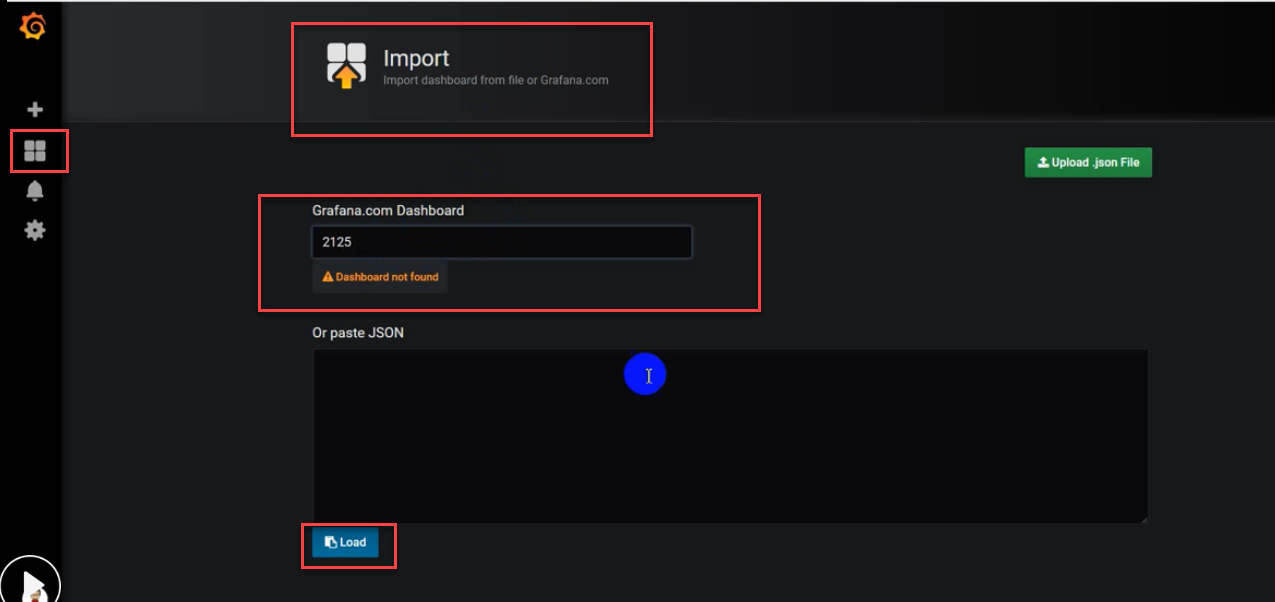 Import
Import dashboard from file or Grafana.com
Upload .json File
Grafana.com Dashboard
2125
Dashboard not found
Or paste JSON
Load